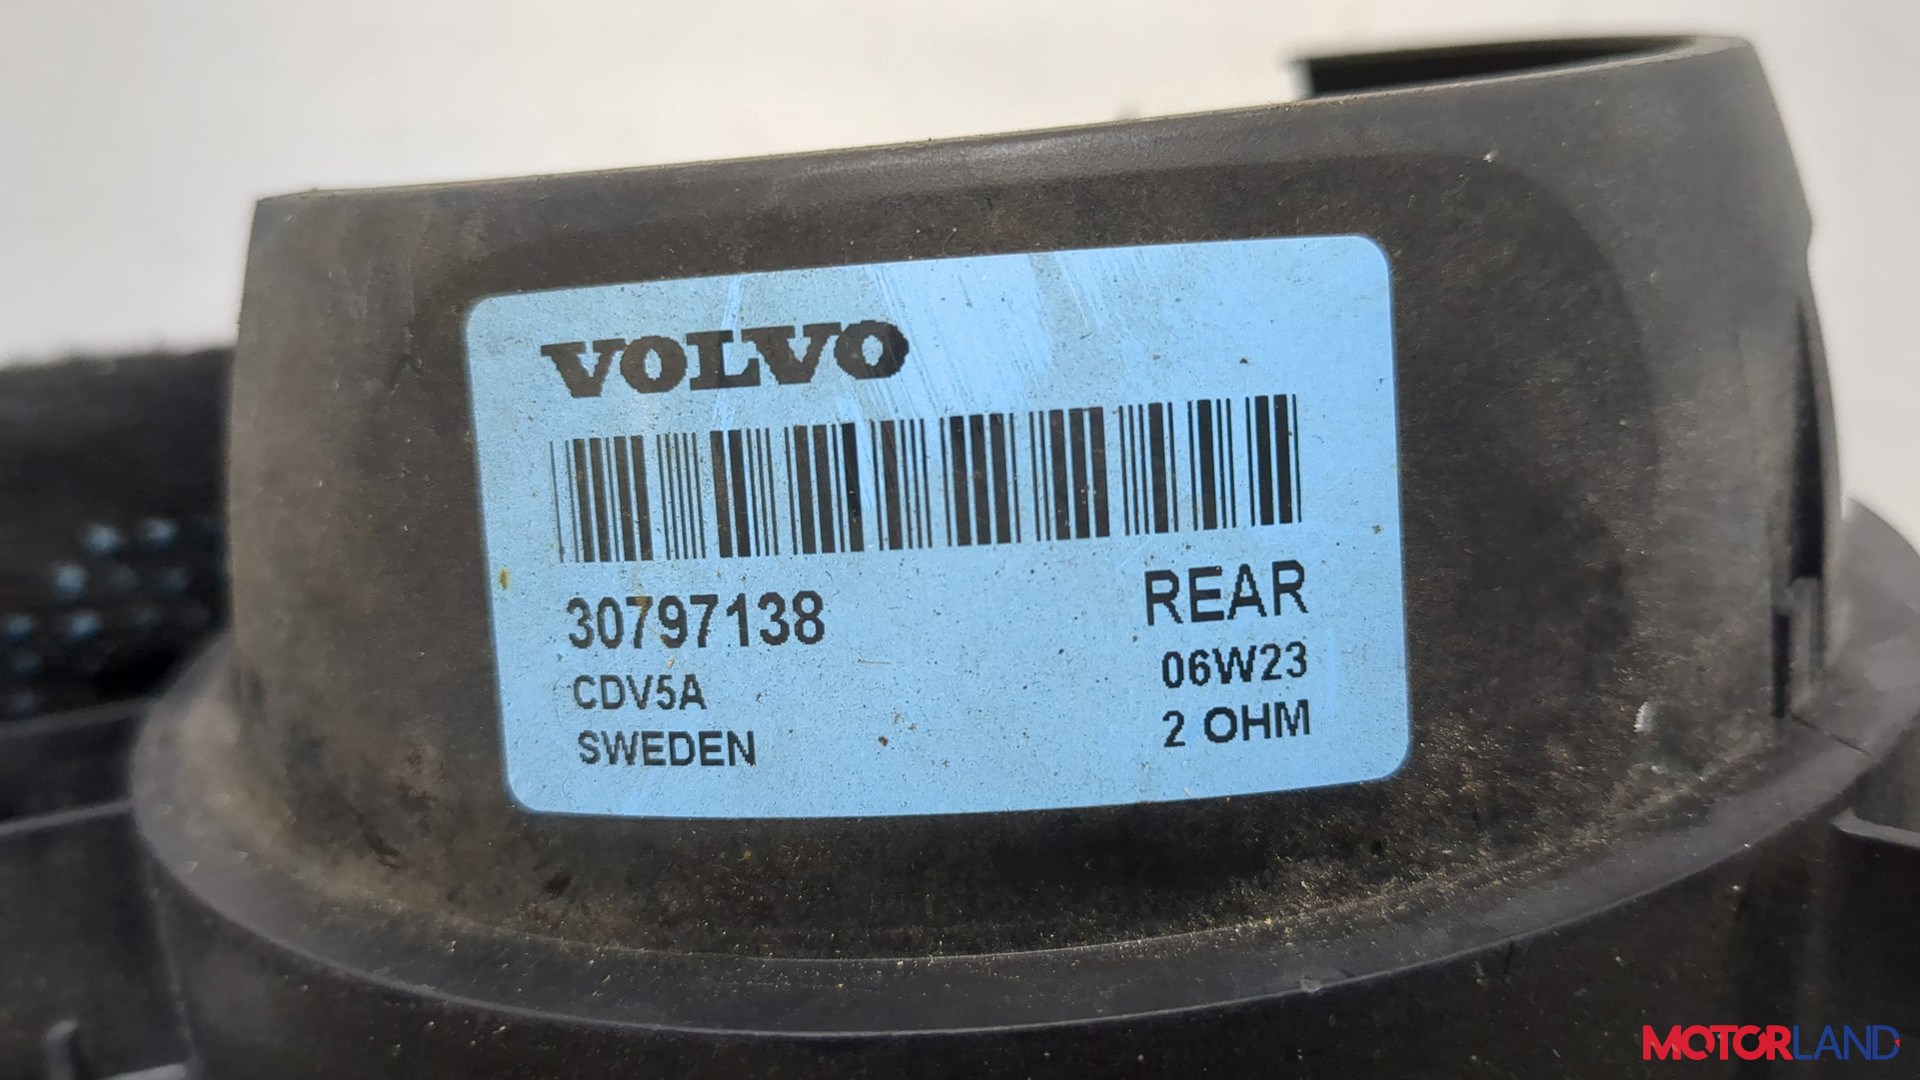 VOLVO
30797138
REAR
CDV5A
06W23
SWEDEN
2 OHM
MOTORLAND